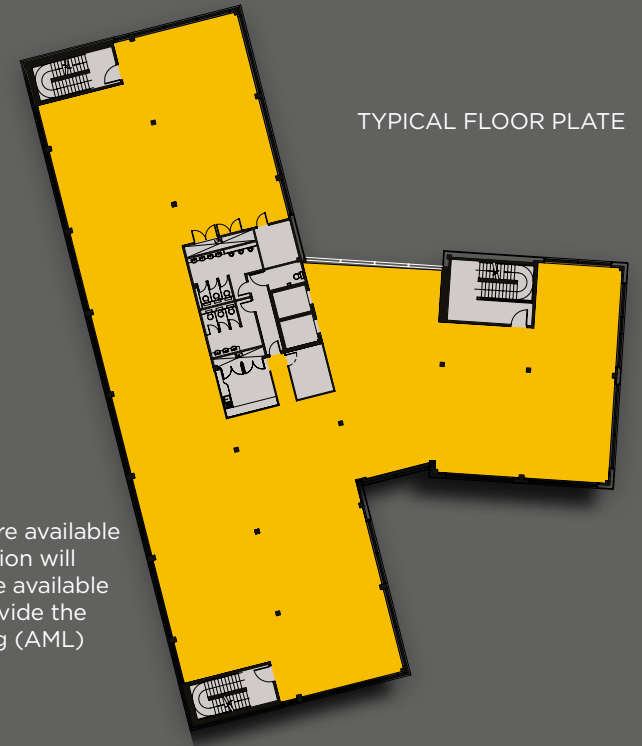 TYPICAL FLOOR PLATE
re available
ion will
e available
vide the
g (AML)